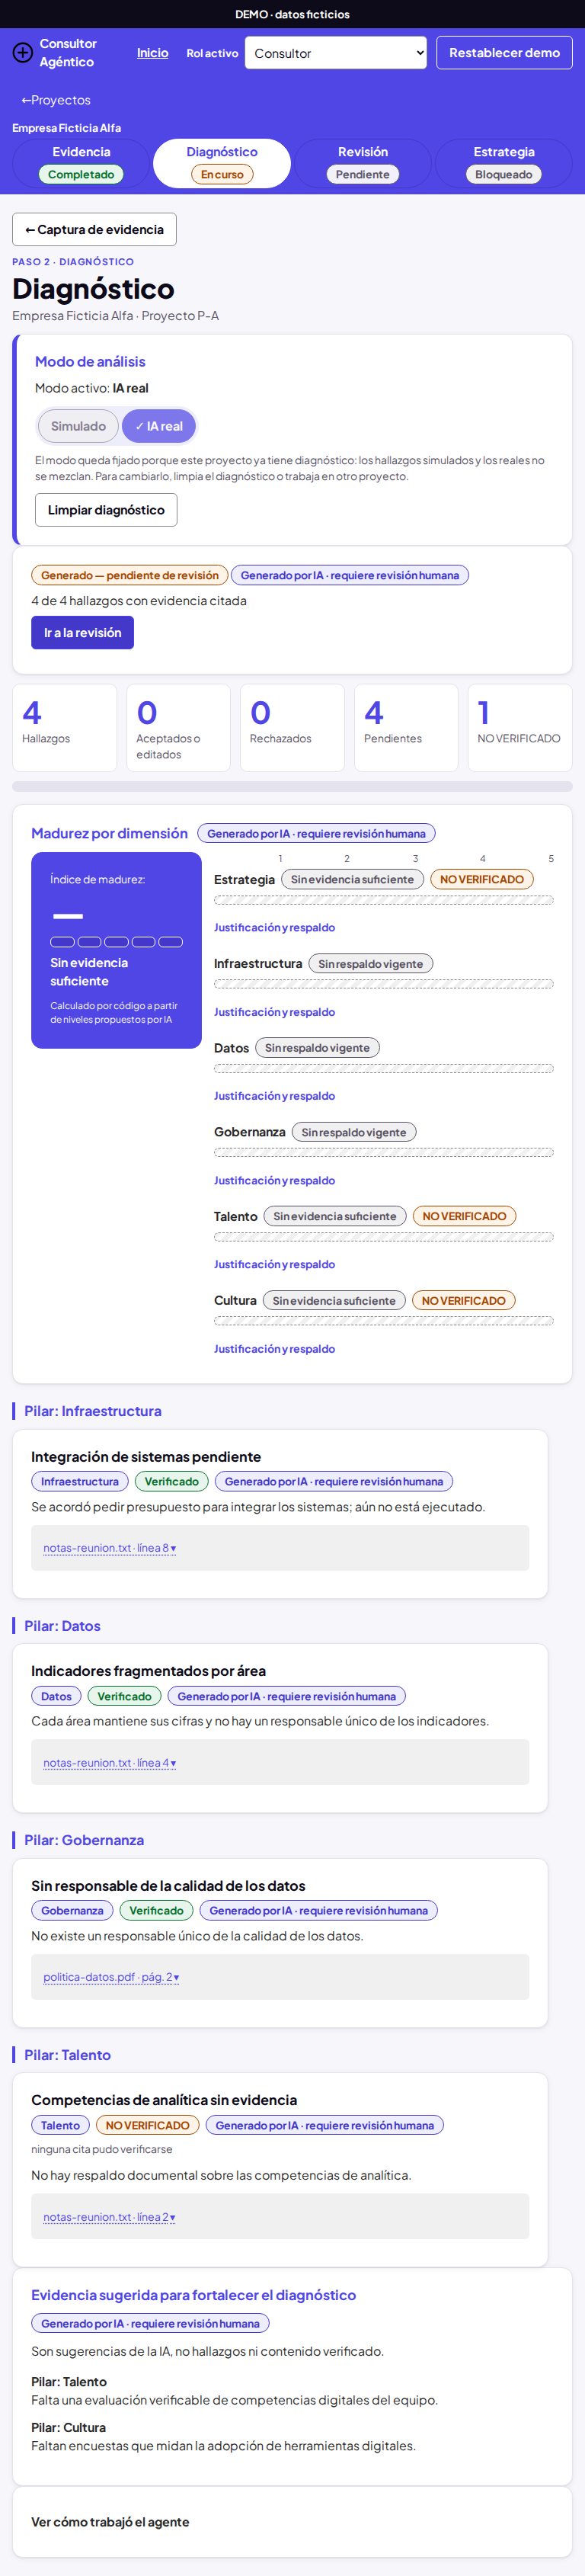 DEMO · datos ficticios
Consultor Agéntico
Inicio
Rol activo
Consultor
Restablecer demo
←Proyectos
Empresa Ficticia Alfa
Evidencia
Diagnóstico
Revisión
Estrategia
Completado
En curso
Pendiente
Bloqueado
← Captura de evidencia
PASO 2 · DIAGNÓSTICO
Diagnóstico
Empresa Ficticia Alfa · Proyecto P-A
Modo de análisis
Modo activo: IA real
Simulado
✓ IA real
El modo queda fijado porque este proyecto ya tiene diagnóstico: los hallazgos simulados y los reales no
se mezclan. Para cambiarlo, limpia el diagnóstico o trabaja en otro proyecto.
Limpiar diagnóstico
Generado — pendiente de revisión
Generado por IA · requiere revisión humana
4 de 4 hallazgos con evidencia citada
Ir a la revisión
4
Hallazgos
0
Aceptados o
editados
0
Rechazados
4
Pendientes
1
NO VERIFICADO
Madurez por dimensión
Generado por IA · requiere revisión humana
Índice de madurez:
—
Sin evidencia
suficiente
Calculado por código a partir
de niveles propuestos por IA
1 2 3 4 5
Estrategia Sin evidencia suficiente NO VERIFICADO
Justificación y respaldo
Infraestructura Sin respaldo vigente
Justificación y respaldo
Datos Sin respaldo vigente
Justificación y respaldo
Gobernanza Sin respaldo vigente
Justificación y respaldo
Talento Sin evidencia suficiente NO VERIFICADO
Justificación y respaldo
Cultura Sin evidencia suficiente NO VERIFICADO
Justificación y respaldo
Pilar: Infraestructura
Integración de sistemas pendiente
Infraestructura Verificado Generado por IA · requiere revisión humana
Se acordó pedir presupuesto para integrar los sistemas; aún no está ejecutado.
notas-reunion.txt · línea 8 ▾
Pilar: Datos
Indicadores fragmentados por área
Datos Verificado Generado por IA · requiere revisión humana
Cada área mantiene sus cifras y no hay un responsable único de los indicadores.
notas-reunion.txt · línea 4 ▾
Pilar: Gobernanza
Sin responsable de la calidad de los datos
Gobernanza Verificado Generado por IA · requiere revisión humana
No existe un responsable único de la calidad de los datos.
politica-datos.pdf · pág. 2 ▾
Pilar: Talento
Competencias de analítica sin evidencia
Talento NO VERIFICADO Generado por IA · requiere revisión humana
ninguna cita pudo verificarse
No hay respaldo documental sobre las competencias de analítica.
notas-reunion.txt · línea 2 ▾
Evidencia sugerida para fortalecer el diagnóstico
Generado por IA · requiere revisión humana
Son sugerencias de la IA, no hallazgos ni contenido verificado.
Pilar: Talento
Falta una evaluación verificable de competencias digitales del equipo.
Pilar: Cultura
Faltan encuestas que midan la adopción de herramientas digitales.
Ver cómo trabajó el agente